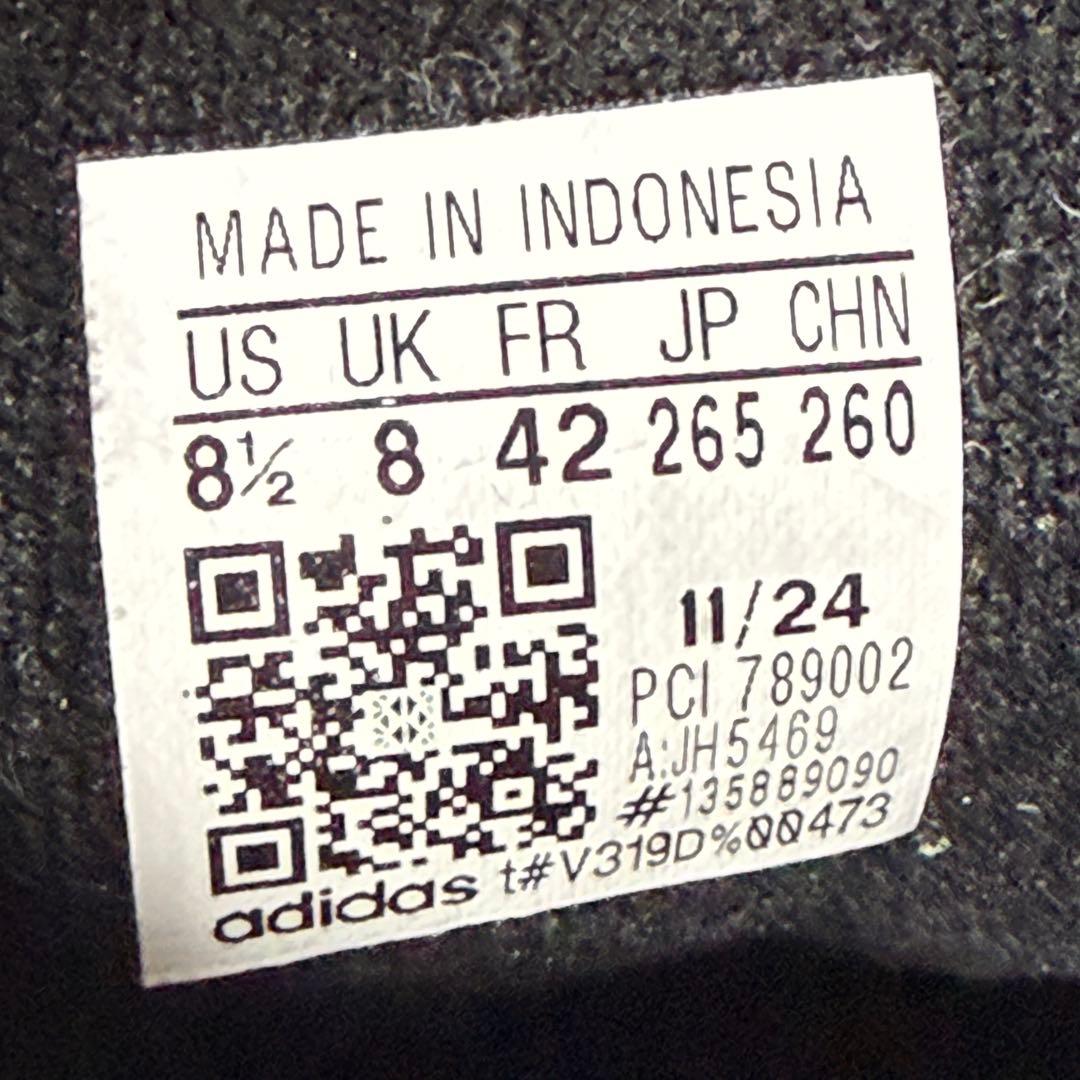 MADE IN INDONESIA
US UK FR JP CHN
8½ 8 42 265 260
11/24
PCI 789002
A:JH5469
#135889090
adidas t#V319D%00473